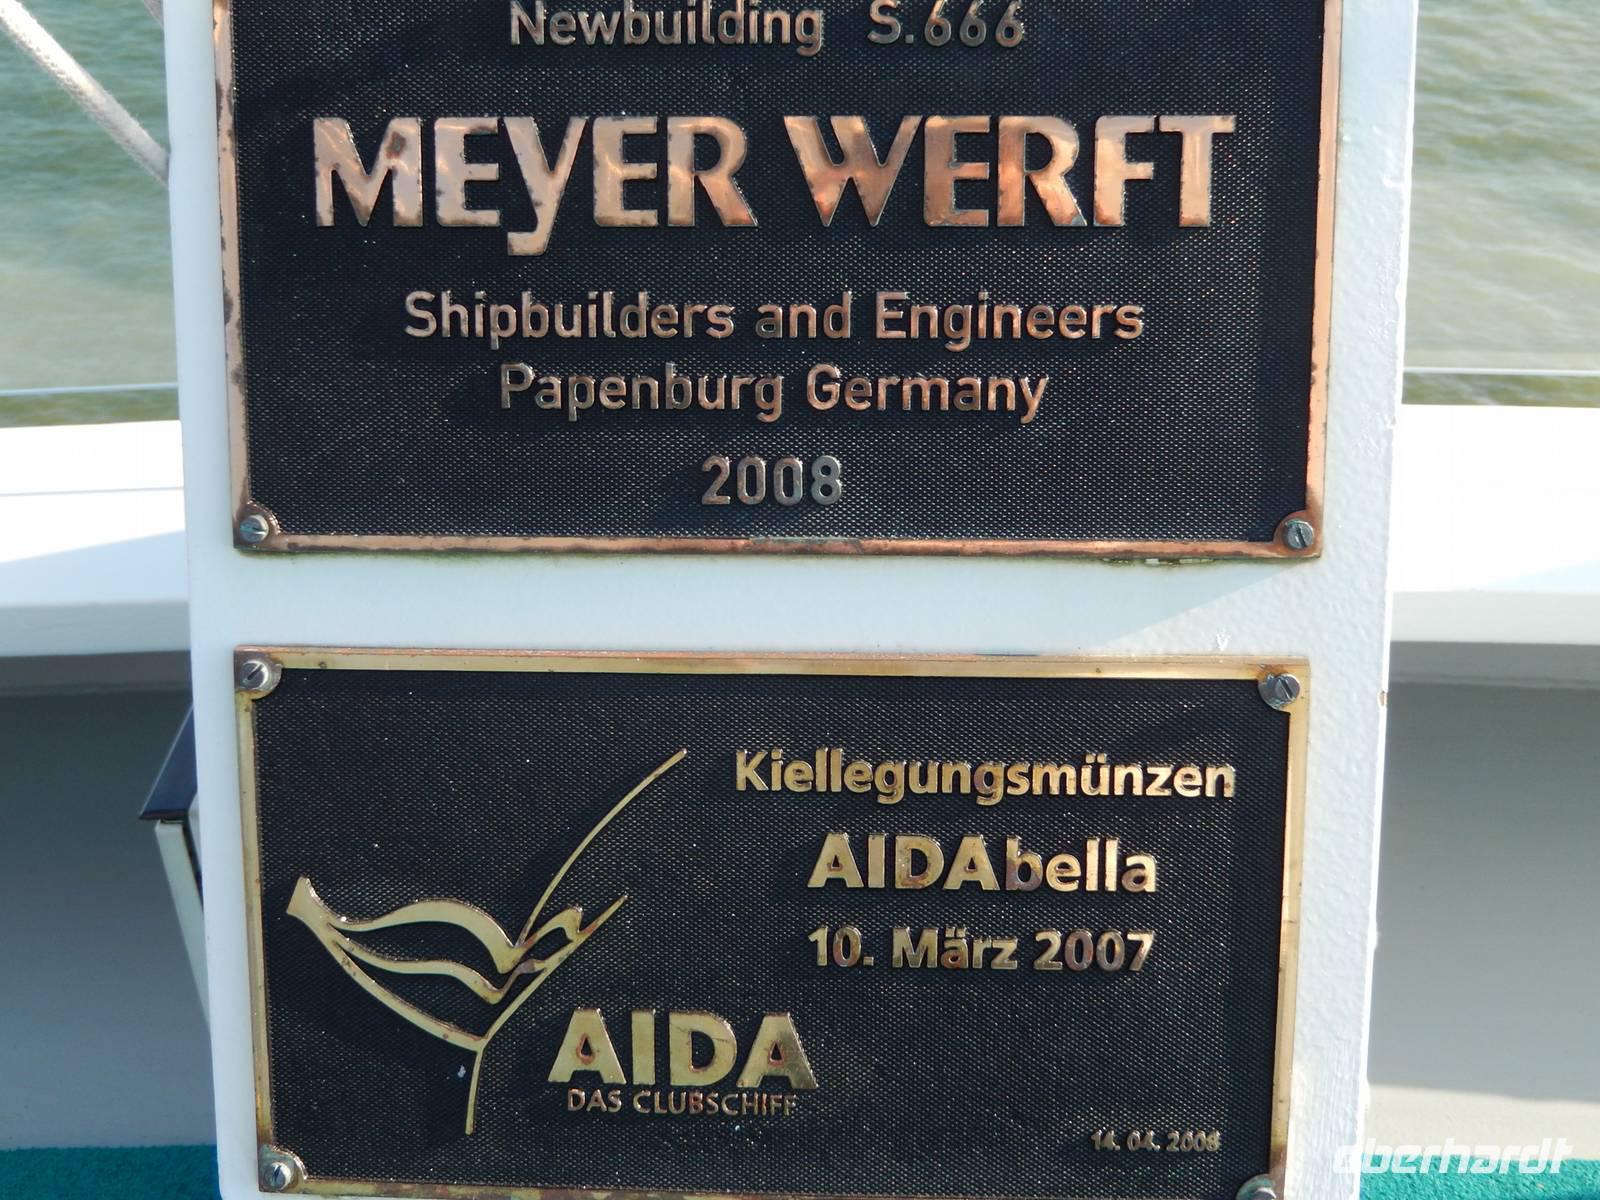 Newbuilding S.666
MEYER WERFT
Shipbuilders and Engineers
Papenburg Germany
2008
Kiellegungsmünzen
AIDAbella
10. März 2007
AIDA
DAS CLUBSCHIFF
14. 04. 2008
eberhardt